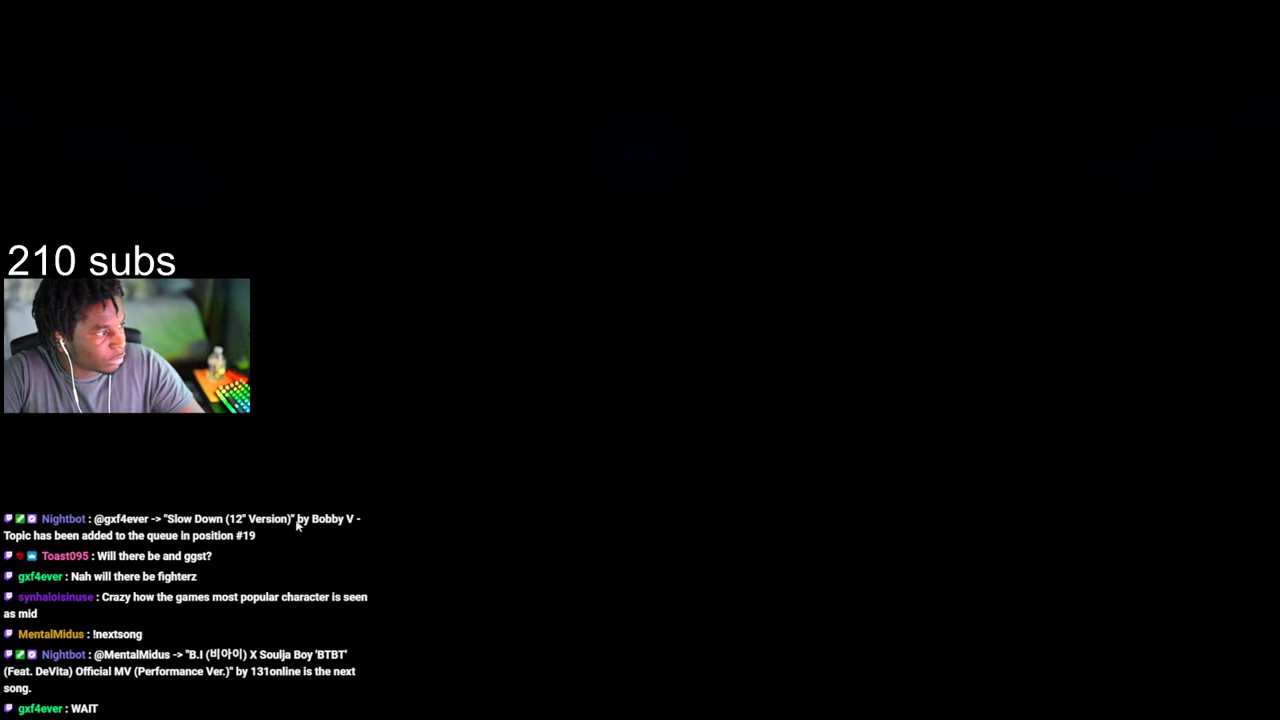 210 subs
Nightbot : @gxf4ever -> "Slow Down (12" Version)" by Bobby V -
Topic has been added to the queue in position #19
Toast095 : Will there be and ggst?
gxf4ever : Nah will there be fighterz
synhaloisinuse : Crazy how the games most popular character is seen
as mid
MentalMidus : !nextsong
Nightbot : @MentalMidus -> "B.I (비아이) X Soulja Boy 'BTBT'
(Feat. DeVita) Official MV (Performance Ver.)" by 131online is the next
song.
gxf4ever : WAIT